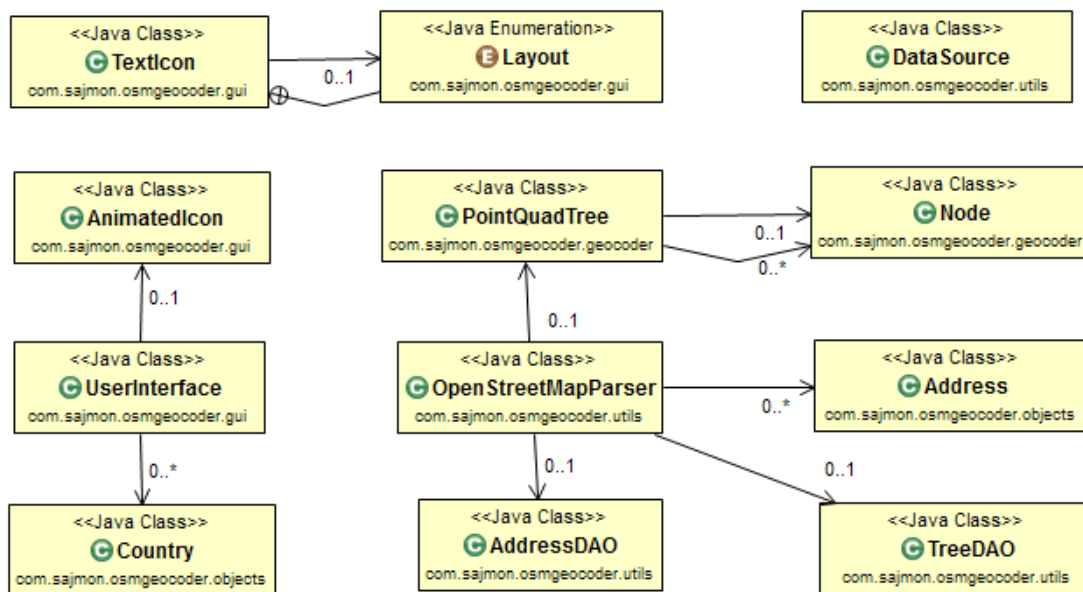 <<Java Class>>
C TextIcon
com.sajmon.osmgeocoder.gui
0..1
<<Java Enumeration>>
E Layout
com.sajmon.osmgeocoder.gui
<<Java Class>>
C DataSource
com.sajmon.osmgeocoder.utils
<<Java Class>>
C AnimatedIcon
com.sajmon.osmgeocoder.gui
<<Java Class>>
C PointQuadTree
com.sajmon.osmgeocoder.geocoder
0..1
0..*
<<Java Class>>
C Node
com.sajmon.osmgeocoder.geocoder
0..1
0..1
<<Java Class>>
C UserInterface
com.sajmon.osmgeocoder.gui
<<Java Class>>
C OpenStreetMapParser
com.sajmon.osmgeocoder.utils
0..*
<<Java Class>>
C Address
com.sajmon.osmgeocoder.objects
0..*
0..1
0..1
<<Java Class>>
C Country
com.sajmon.osmgeocoder.objects
<<Java Class>>
C AddressDAO
com.sajmon.osmgeocoder.utils
<<Java Class>>
C TreeDAO
com.sajmon.osmgeocoder.utils